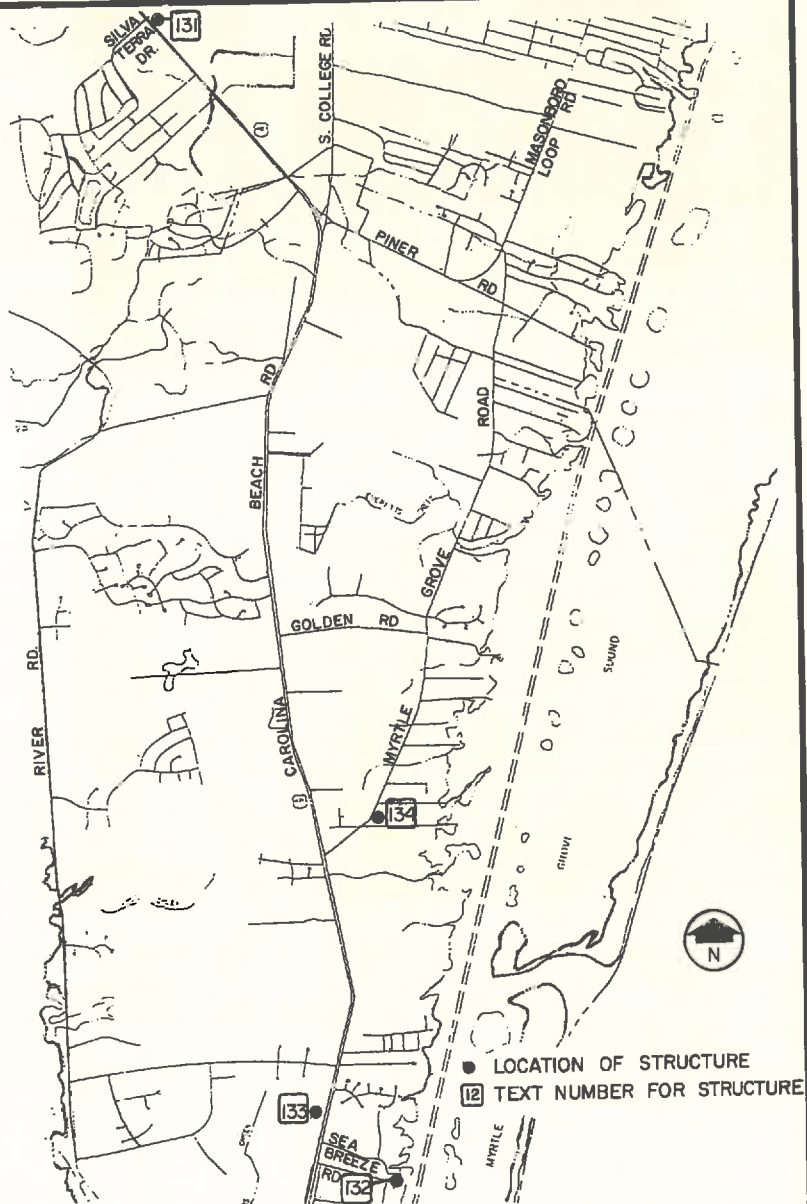 SILVA
TERRA
DR.
131
S. COLLEGE RD.
MASONBORO
LOOP
RD
PINER
RD
RD
BEACH
CAROLINA
ROAD
GROVE
MYRTLE
GOLDEN RD
RIVER
RD.
SOUND
GROVE
MYRTLE
134
N
LOCATION OF STRUCTURE
12 TEXT NUMBER FOR STRUCTURE
133
SEA
BREEZE
RD
132